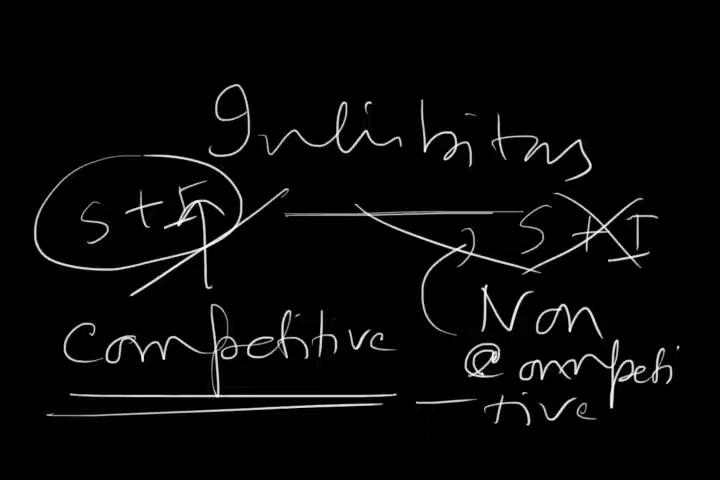 Inhibitors
S + E
S + I
Competitive
Non
Competi
tive